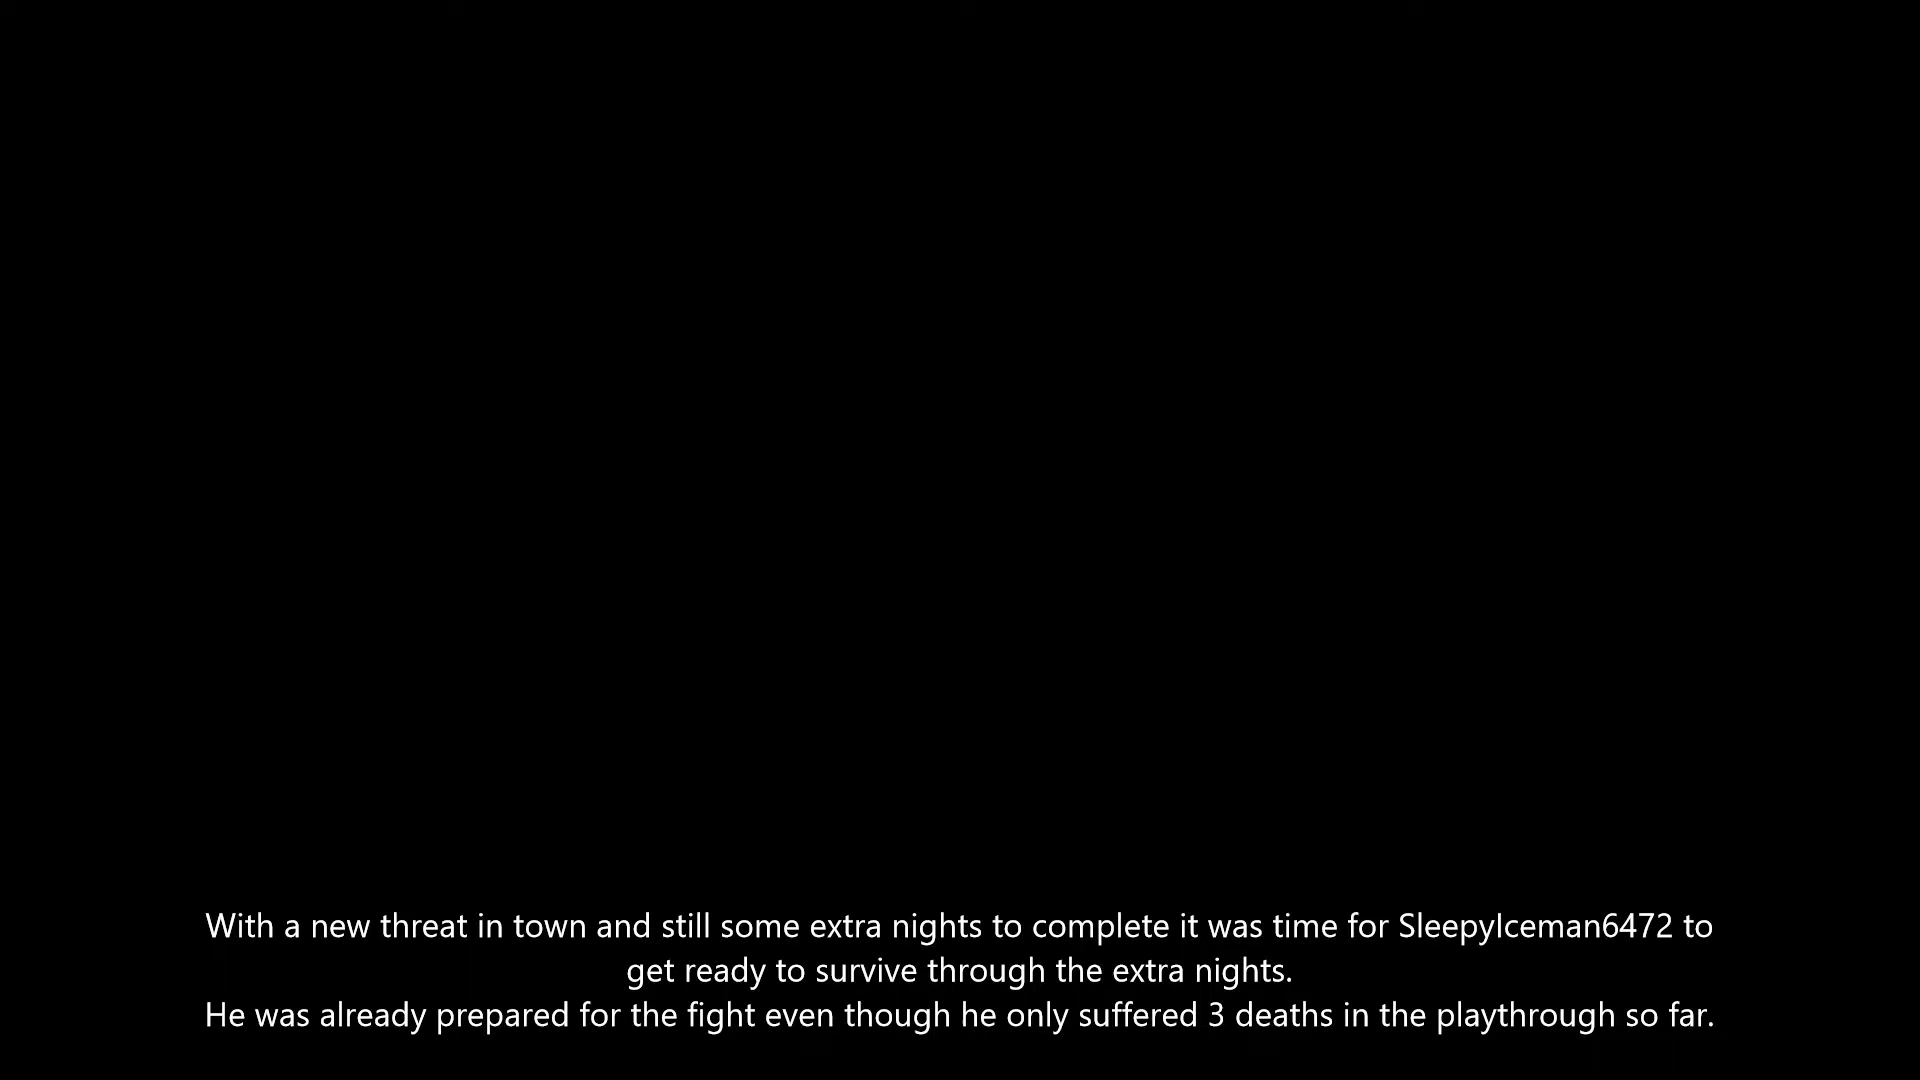 With a new threat in town and still some extra nights to complete it was time for SleepyIceman6472 to
get ready to survive through the extra nights.
He was already prepared for the fight even though he only suffered 3 deaths in the playthrough so far.